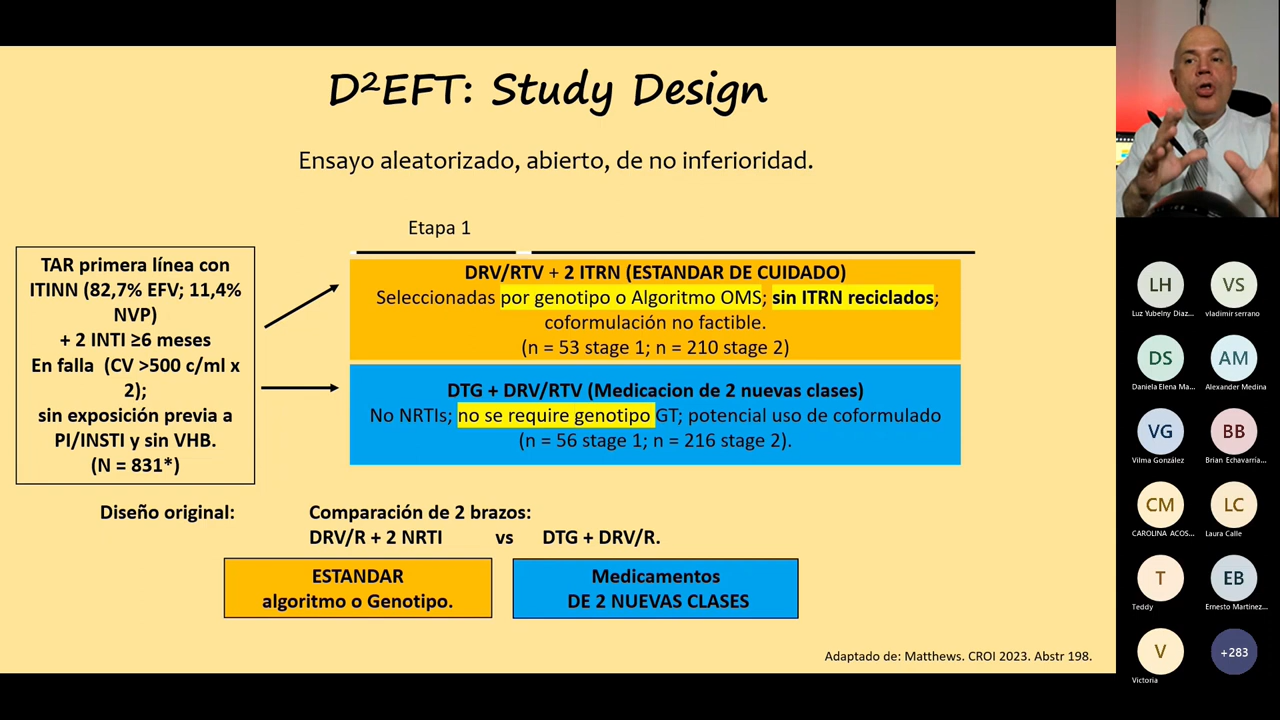 D²EFT: Study Design
Ensayo aleatorizado, abierto, de no inferioridad.
Etapa 1
TAR primera línea con
ITINN (82,7% EFV; 11,4%
NVP)
+ 2 INTI ≥6 meses
En falla (CV >500 c/ml x
2);
sin exposición previa a
PI/INSTI y sin VHB.
(N = 831*)
DRV/RTV + 2 ITRN (ESTANDAR DE CUIDADO)
Seleccionadas por genotipo o Algoritmo OMS; sin ITRN reciclados;
coformulación no factible.
(n = 53 stage 1; n = 210 stage 2)
DTG + DRV/RTV (Medicacion de 2 nuevas clases)
No NRTIs; no se require genotipo GT; potencial uso de coformulado
(n = 56 stage 1; n = 216 stage 2).
Diseño original:
Comparación de 2 brazos:
DRV/R + 2 NRTI vs DTG + DRV/R.
ESTANDAR
algoritmo o Genotipo.
Medicamentos
DE 2 NUEVAS CLASES
Adaptado de: Matthews. CROI 2023. Abstr 198.
LH
Luz Yubelny Diaz...
VS
vladimir serrano
DS
Daniela Elena Ma...
AM
Alexander Medina
VG
Vilma González
BB
Brian Echavarría...
CM
CAROLINA ACOS...
LC
Laura Calle
T
Teddy
EB
Ernesto Martinez...
V
Victoria
+283